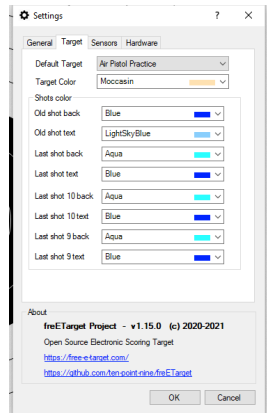 Settings ? ×
General Target Sensors Hardware
Default Target Air Pistol Practice
Target Color Moccasin
Shots color
Old shot back Blue
Old shot text LightSkyBlue
Last shot back Aqua
Last shot text Blue
Last shot 10 back Aqua
Last shot 10 text Blue
Last shot 9 back Aqua
Last shot 9 text Blue
About
freETarget Project - v1.15.0 (c) 2020-2021
Open Source Electronic Scoring Target
https://free-e-target.com/
https://github.com/ten-point-nine/freETarget
OK Cancel